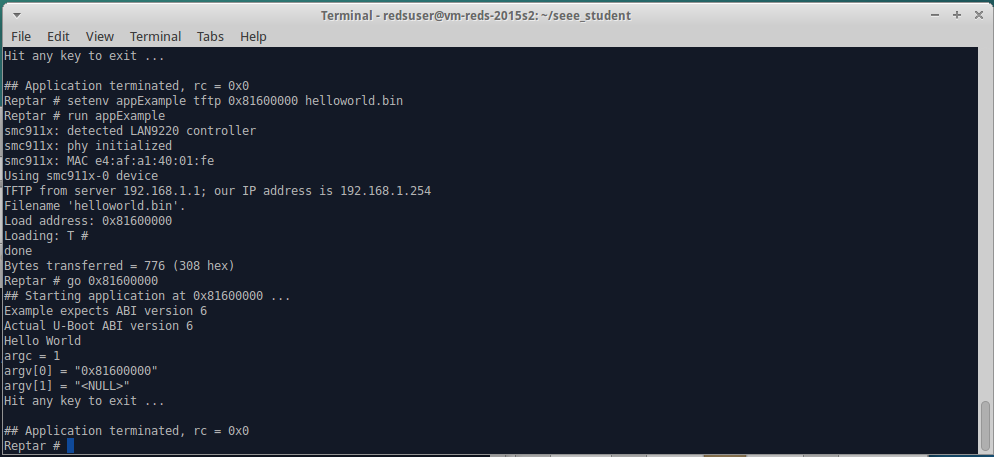 Terminal - redsuser@vm-reds-2015s2: ~/seee_student
File Edit View Terminal Tabs Help
Hit any key to exit ...
## Application terminated, rc = 0x0
Reptar # setenv appExample tftp 0x81600000 helloworld.bin
Reptar # run appExample
smc911x: detected LAN9220 controller
smc911x: phy initialized
smc911x: MAC e4:af:a1:40:01:fe
Using smc911x-0 device
TFTP from server 192.168.1.1; our IP address is 192.168.1.254
Filename 'helloworld.bin'.
Load address: 0x81600000
Loading: T #
done
Bytes transferred = 776 (308 hex)
Reptar # go 0x81600000
## Starting application at 0x81600000 ...
Example expects ABI version 6
Actual U-Boot ABI version 6
Hello World
argc = 1
argv[0] = "0x81600000"
argv[1] = "<NULL>"
Hit any key to exit ...
## Application terminated, rc = 0x0
Reptar #